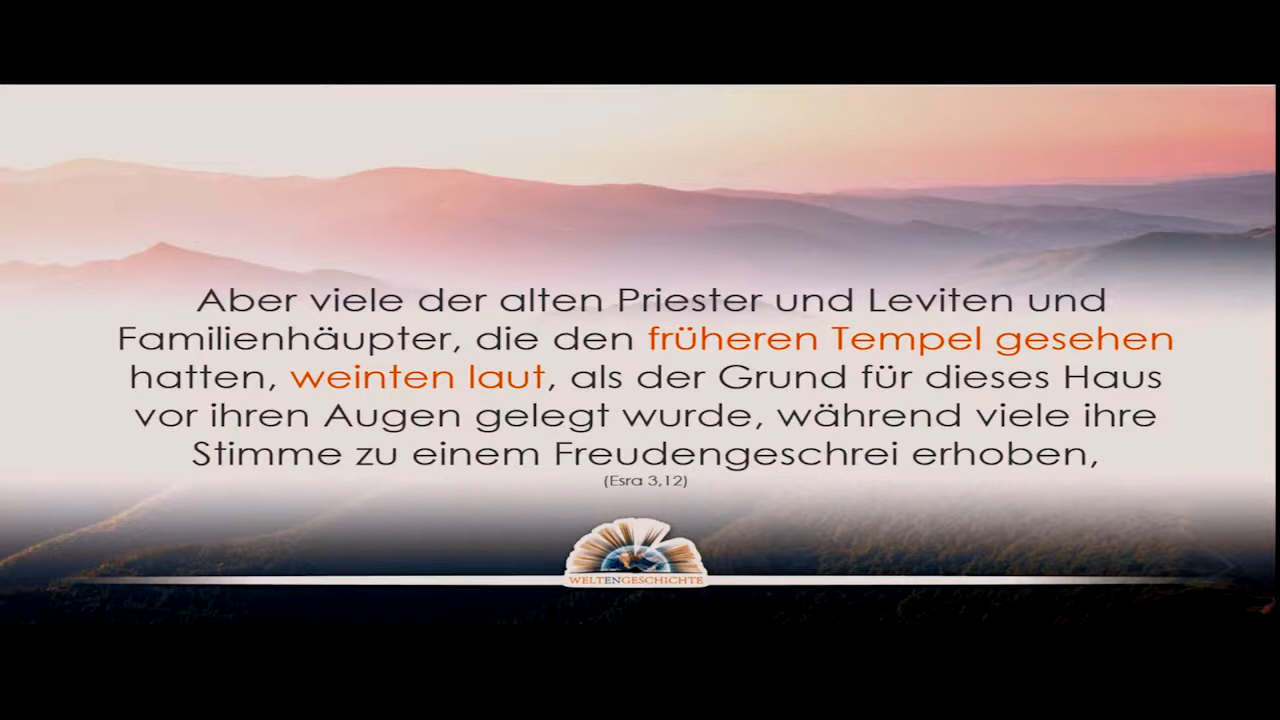 Aber viele der alten Priester und Leviten und
Familienhäupter, die den früheren Tempel gesehen
hatten, weinten laut, als der Grund für dieses Haus
vor ihren Augen gelegt wurde, während viele ihre
Stimme zu einem Freudengeschrei erhoben,
(Esra 3,12)
WELTENGESCHICHTE